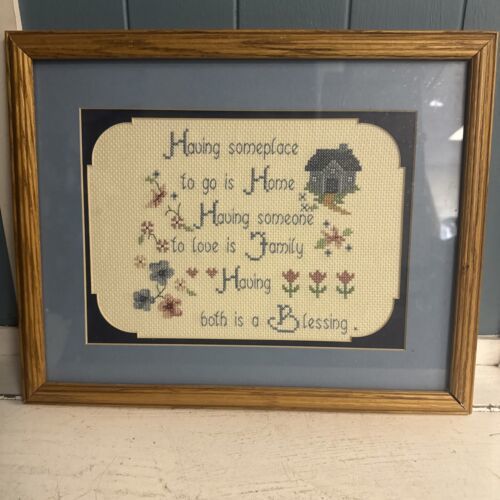 Having someplace
to go is Home
Having someone
to love is Family
Having
both is a Blessing.